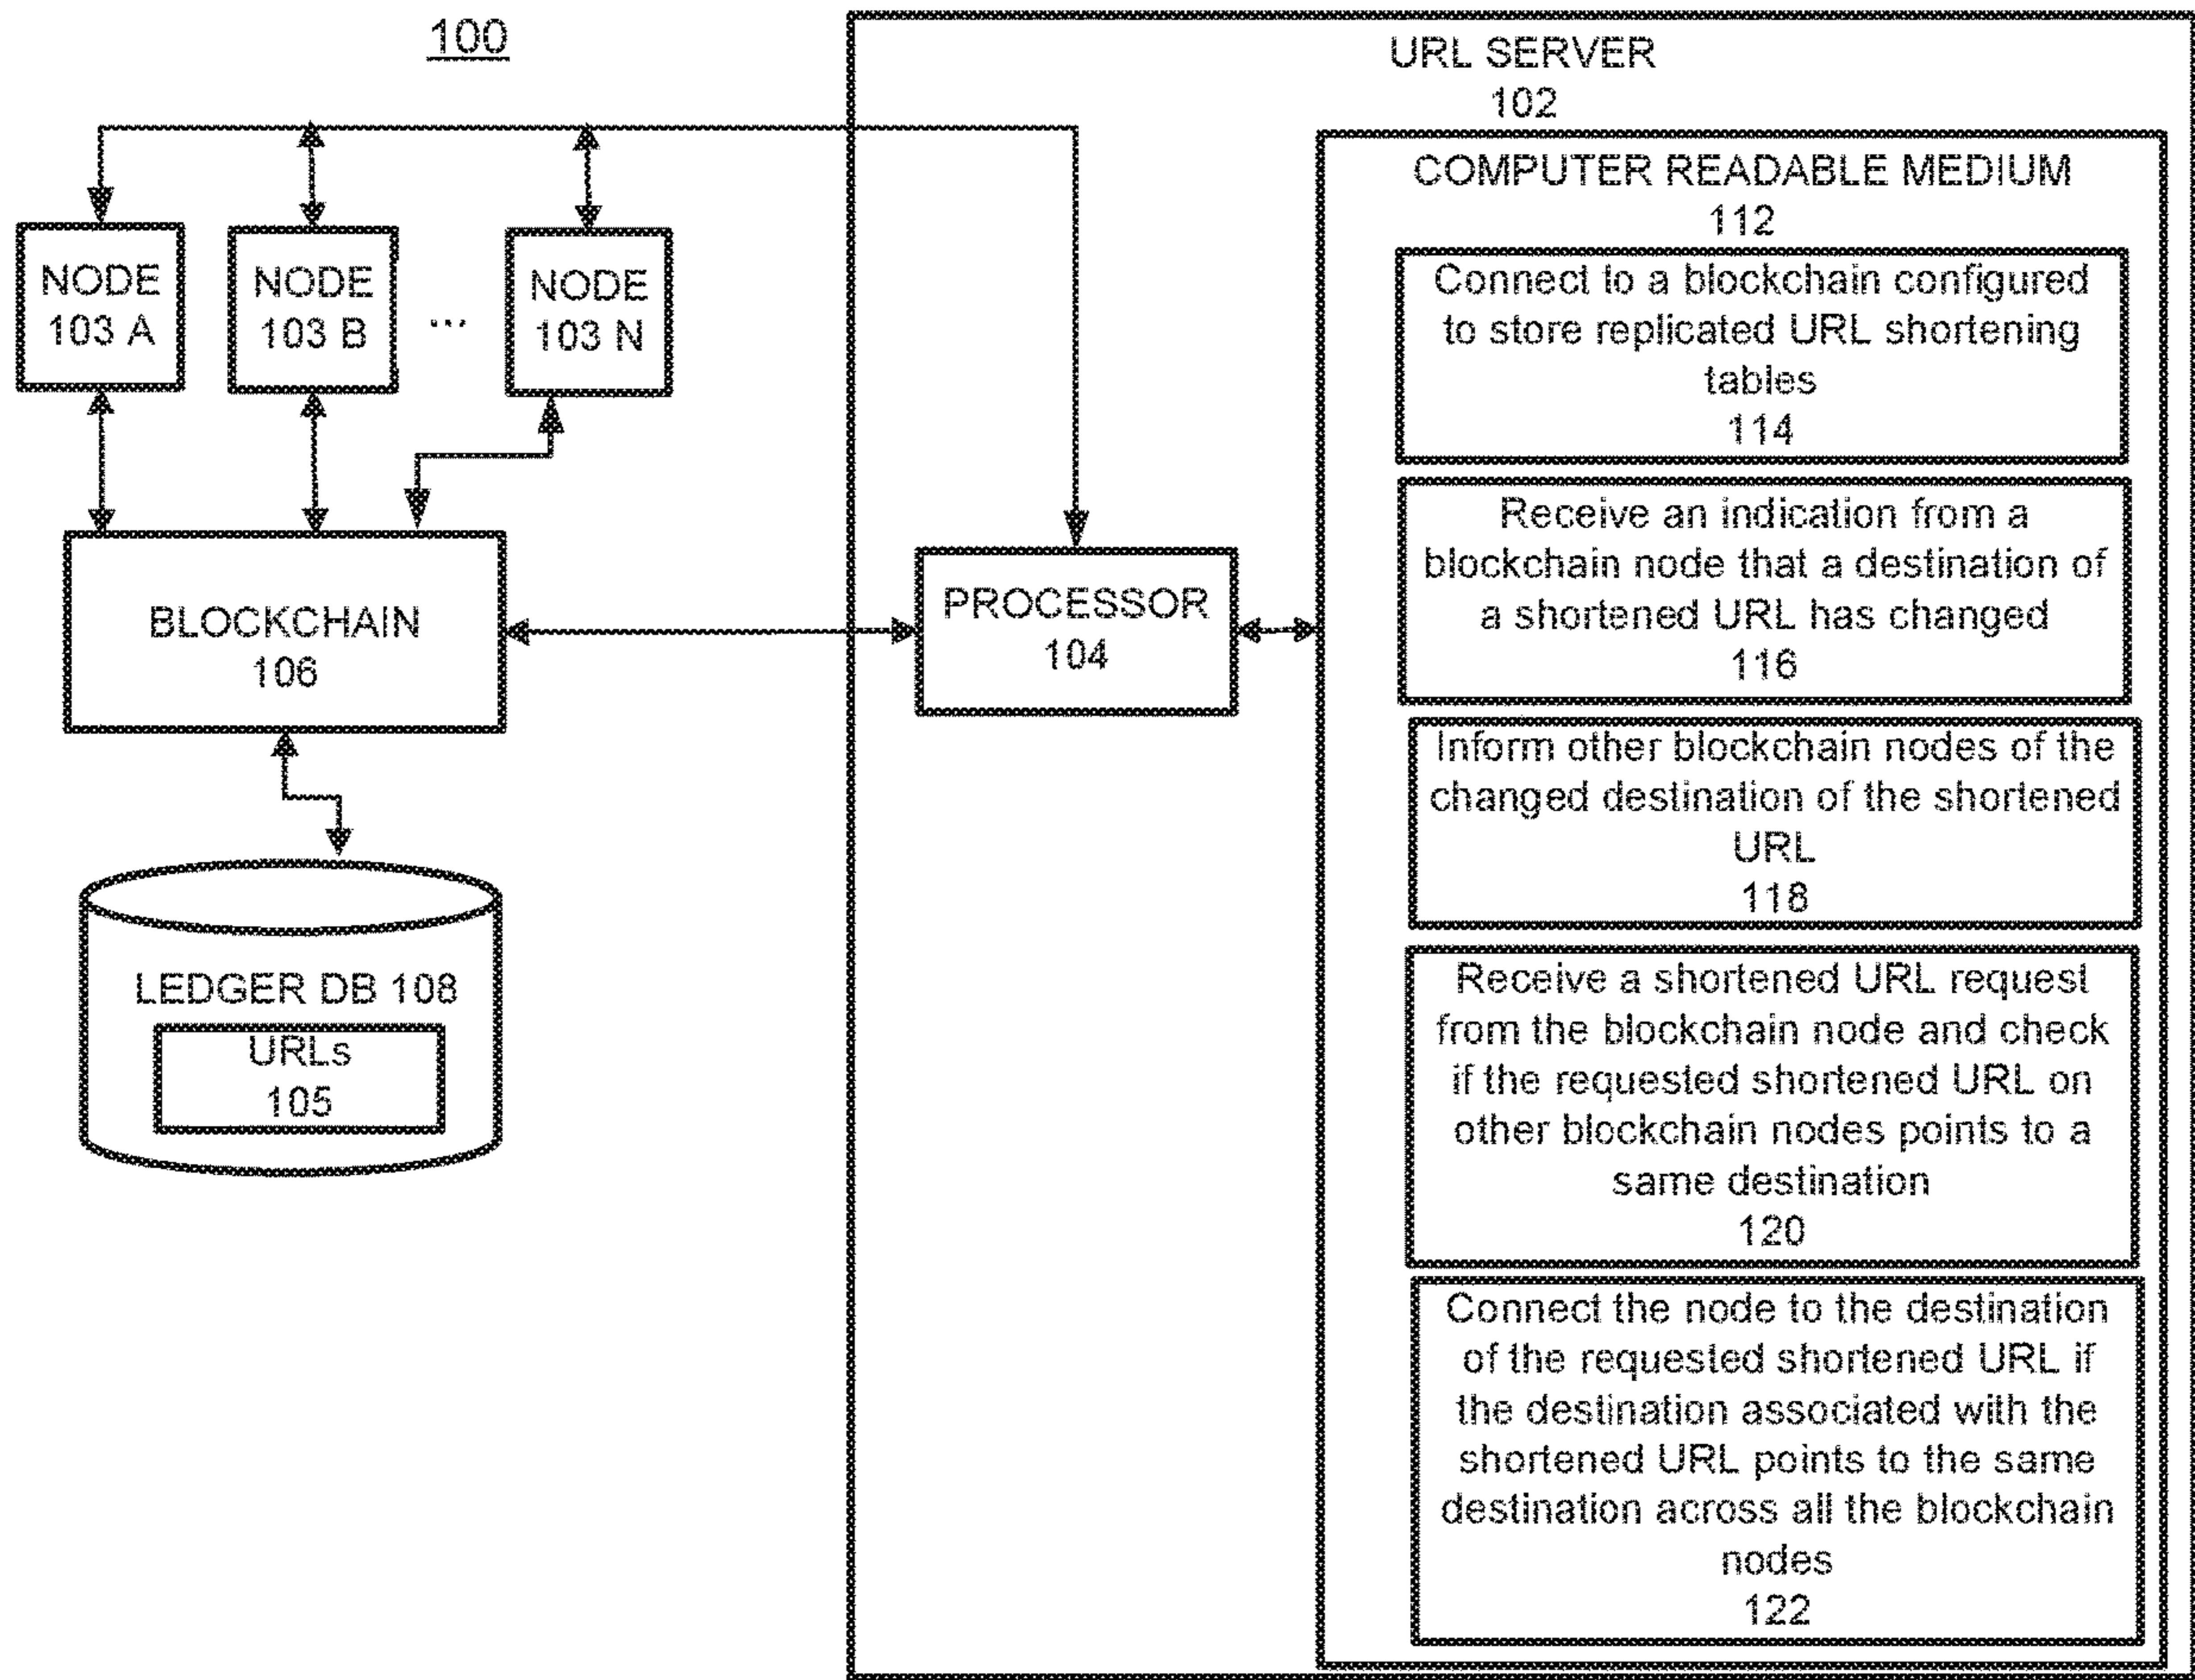 100
NODE
103 A
NODE
103 B
...
NODE
103 N
BLOCKCHAIN
106
LEDGER DB 108
URLs
105
URL SERVER
102
PROCESSOR
104
COMPUTER READABLE MEDIUM
112
Connect to a blockchain configured
to store replicated URL shortening
tables
114
Receive an indication from a
blockchain node that a destination of
a shortened URL has changed
116
Inform other blockchain nodes of the
changed destination of the shortened
URL
118
Receive a shortened URL request
from the blockchain node and check
if the requested shortened URL on
other blockchain nodes points to a
same destination
120
Connect the node to the destination
of the requested shortened URL if
the destination associated with the
shortened URL points to the same
destination across all the blockchain
nodes
122